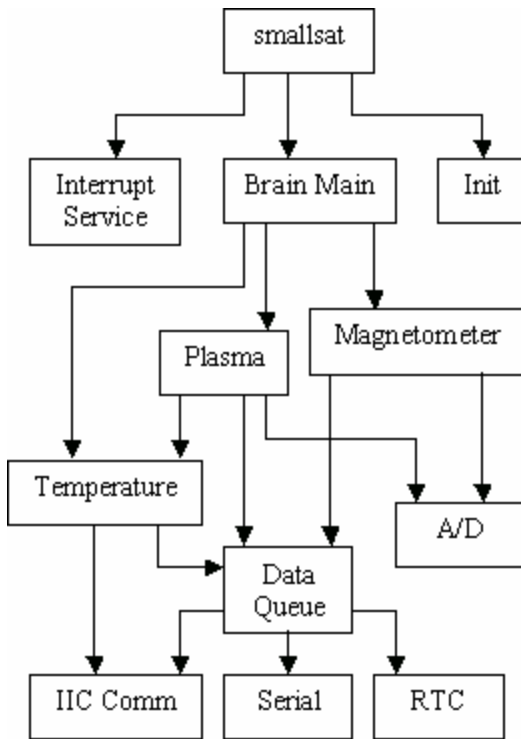 smallsat
Interrupt
Service
Brain Main
Init
Plasma
Magnetometer
Temperature
A/D
Data
Queue
IIC Comm
Serial
RTC